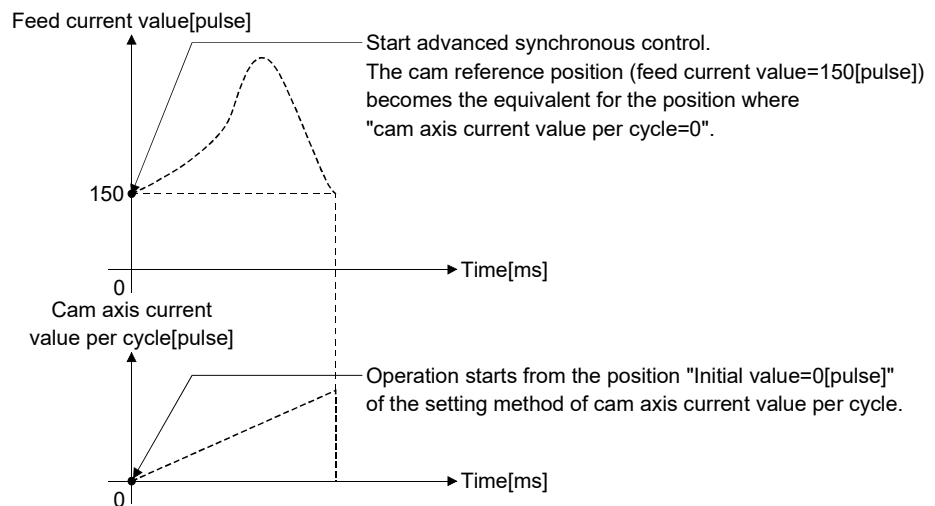 Feed current value[pulse]
Start advanced synchronous control.
The cam reference position (feed current value=150[pulse])
becomes the equivalent for the position where
"cam axis current value per cycle=0".
150
Time[ms]
0
Cam axis current
value per cycle[pulse]
Operation starts from the position "Initial value=0[pulse]"
of the setting method of cam axis current value per cycle.
Time[ms]
0